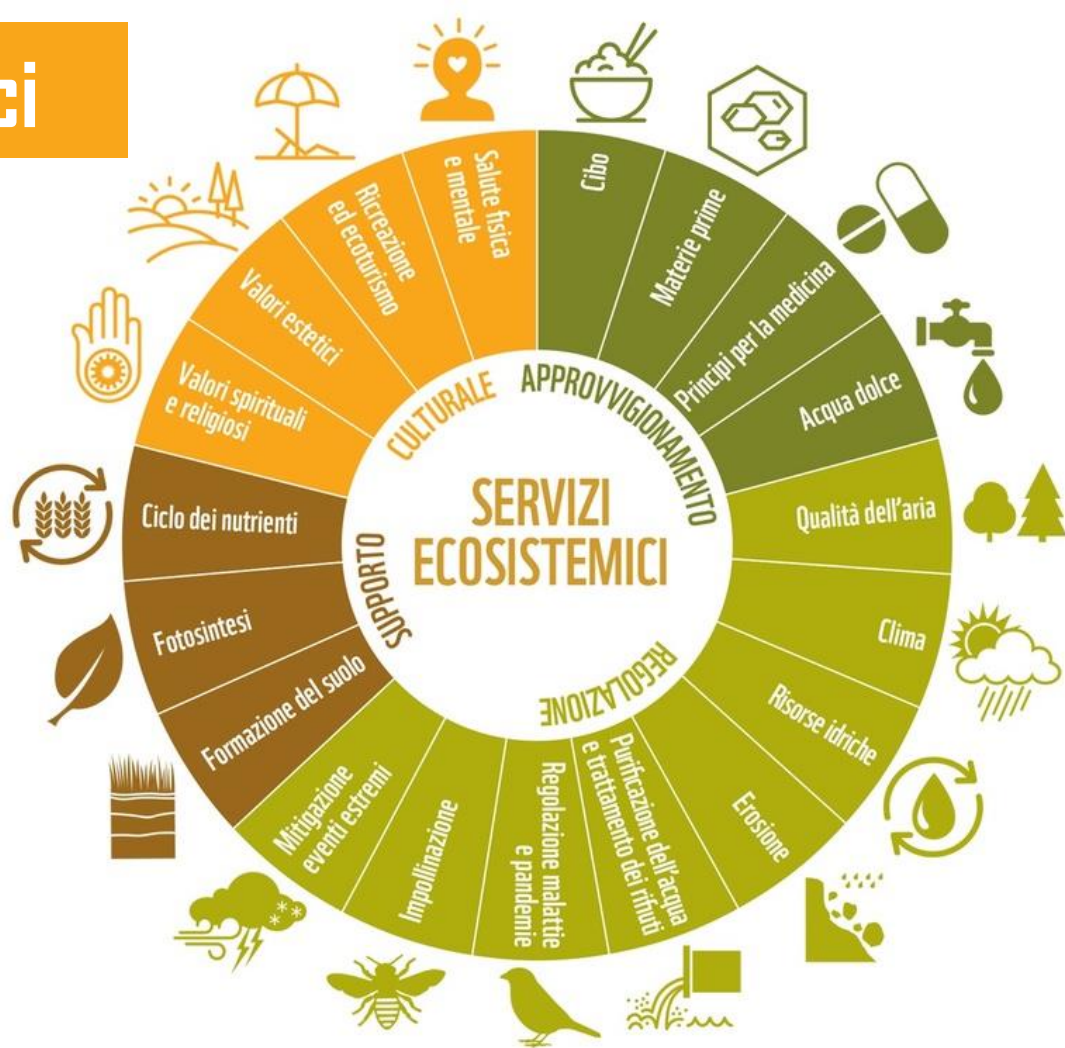 ci
SERVIZI
ECOSISTEMICI
APPROVVIGIONAMENTO
Cibo
Materie prime
Principi per la medicina
Acqua dolce
REGOLAZIONE
Qualità dell'aria
Clima
Risorse idriche
Erosione
Purificazione dell'acqua
e trattamento dei rifiuti
Regolazione malattie
e pandemie
Impollinazione
Mitigazione
eventi estremi
SUPPORTO
Formazione del suolo
Fotosintesi
Ciclo dei nutrienti
CULTURALE
Valori spirituali
e religiosi
Valori estetici
Ricreazione
ed ecoturismo
Salute fisica
e mentale